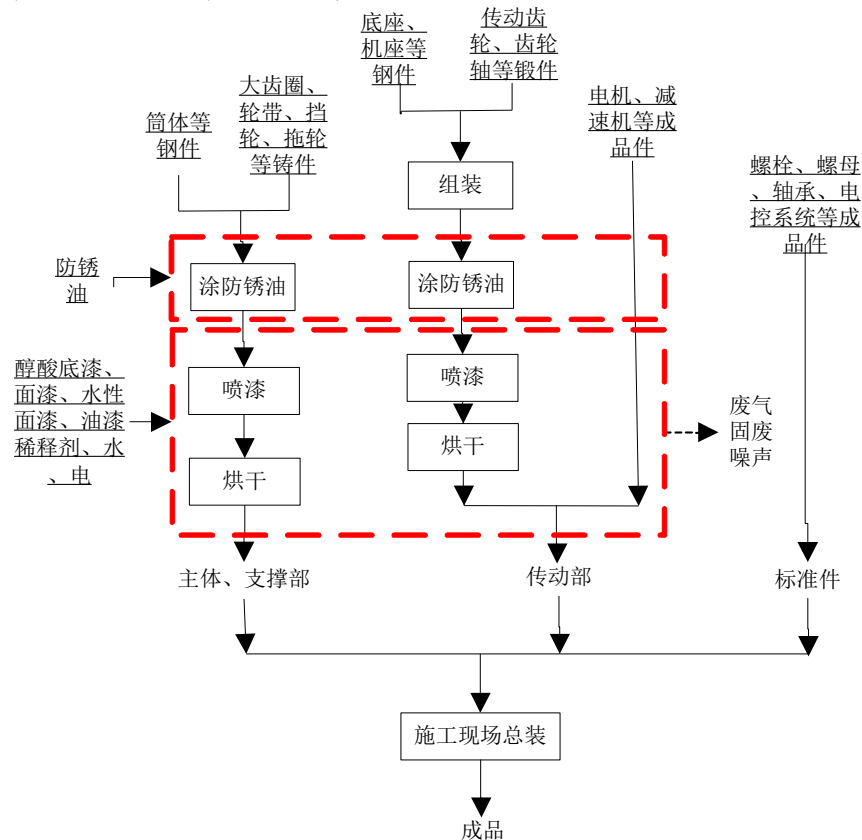 底座、
机座等
钢件
传动齿
轮、齿轮
轴等锻件
筒体等
钢件
大齿圈、
轮带、挡
轮、拖轮
等铸件
电机、减
速机等成
品件
螺栓、螺母
、轴承、电
控系统等成
品件
组装
防锈
油
涂防锈油
涂防锈油
醇酸底漆、
面漆、水性
面漆、油漆
稀释剂、水
、电
喷漆
喷漆
烘干
烘干
废气
固废
噪声
主体、支撑部
传动部
标准件
施工现场总装
成品